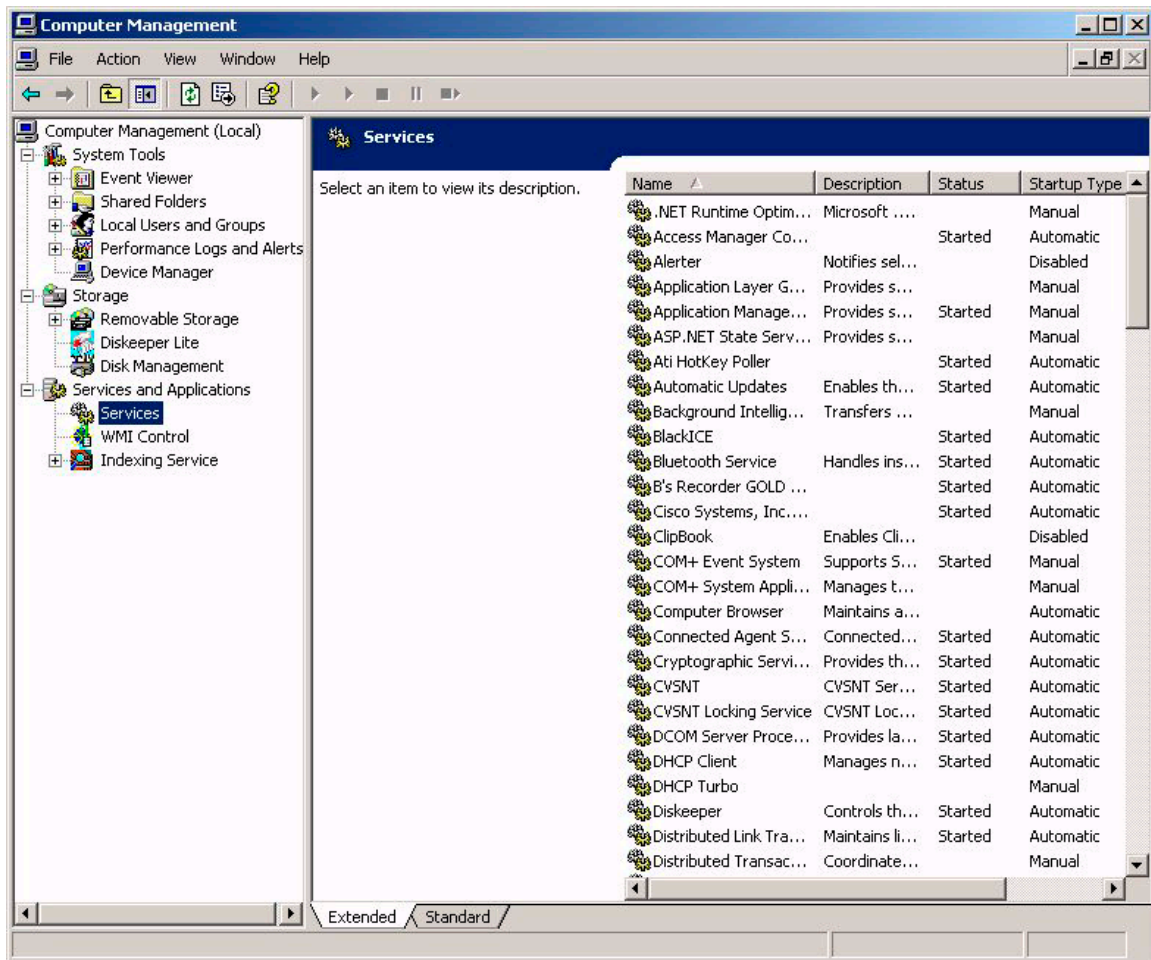 Computer Management
File Action View Window Help
Computer Management (Local)
System Tools
Event Viewer
Shared Folders
Local Users and Groups
Performance Logs and Alerts
Device Manager
Storage
Removable Storage
Diskeeper Lite
Disk Management
Services and Applications
Services
WMI Control
Indexing Service
Services
Select an item to view its description.
Name Description Status Startup Type
.NET Runtime Optim... Microsoft .... Manual
Access Manager Co... Started Automatic
Alerter Notifies sel... Disabled
Application Layer G... Provides s... Manual
Application Manage... Provides s... Started Manual
ASP.NET State Serv... Provides s... Manual
Ati HotKey Poller Started Automatic
Automatic Updates Enables th... Started Automatic
Background Intellig... Transfers ... Manual
BlackICE Started Automatic
Bluetooth Service Handles ins... Started Automatic
B's Recorder GOLD ... Started Automatic
Cisco Systems, Inc.... Started Automatic
ClipBook Enables Cli... Disabled
COM+ Event System Supports S... Started Manual
COM+ System Appli... Manages t... Manual
Computer Browser Maintains a... Automatic
Connected Agent S... Connected... Started Automatic
Cryptographic Servi... Provides th... Started Automatic
CVSNT CVSNT Ser... Started Automatic
CVSNT Locking Service CVSNT Loc... Started Automatic
DCOM Server Proce... Provides la... Started Automatic
DHCP Client Manages n... Started Automatic
DHCP Turbo Manual
Diskeeper Controls th... Started Automatic
Distributed Link Tra... Maintains li... Started Automatic
Distributed Transac... Coordinate... Manual
Extended Standard